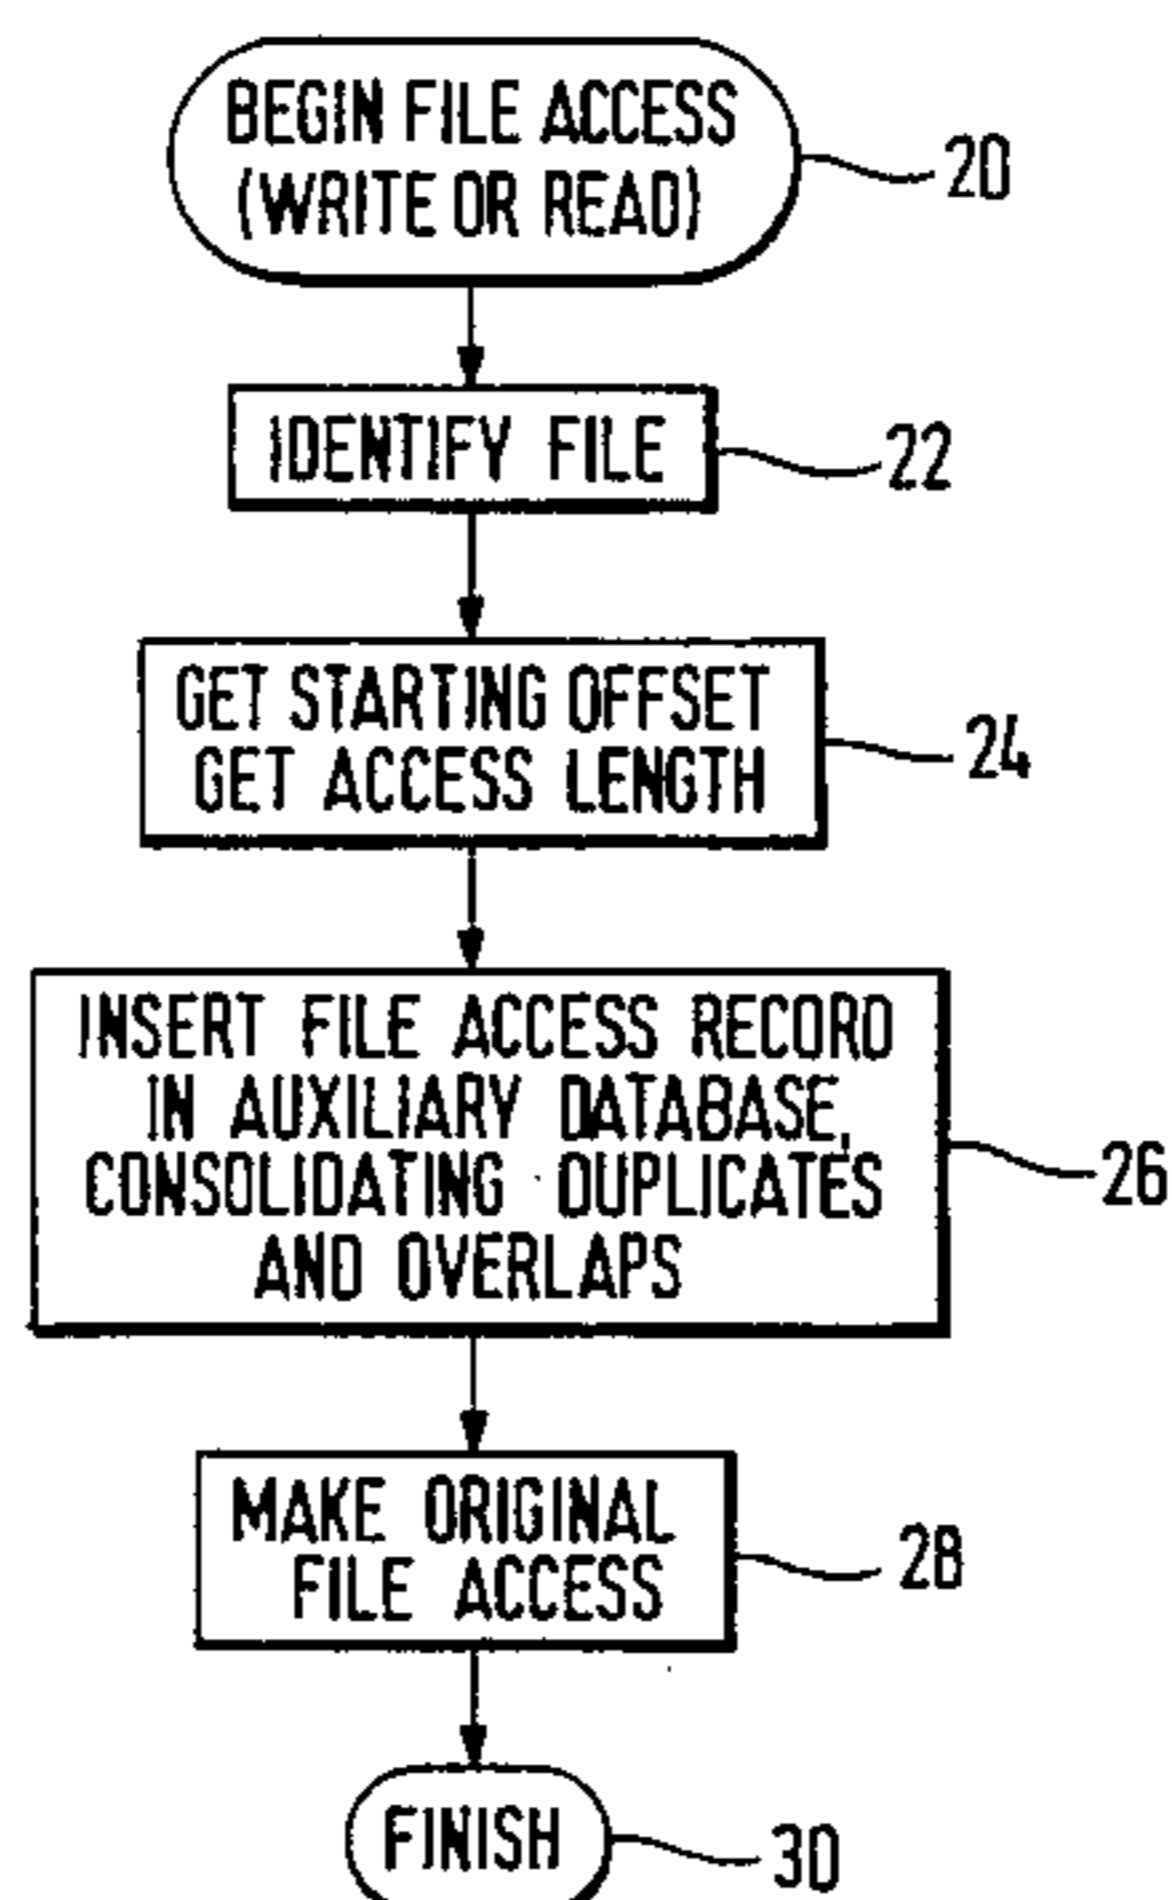 BEGIN FILE ACCESS
(WRITE OR READ)
20
IDENTIFY FILE
22
GET STARTING OFFSET
GET ACCESS LENGTH
24
INSERT FILE ACCESS RECORD
IN AUXILIARY DATABASE,
CONSOLIDATING DUPLICATES
AND OVERLAPS
26
MAKE ORIGINAL
FILE ACCESS
28
FINISH
30